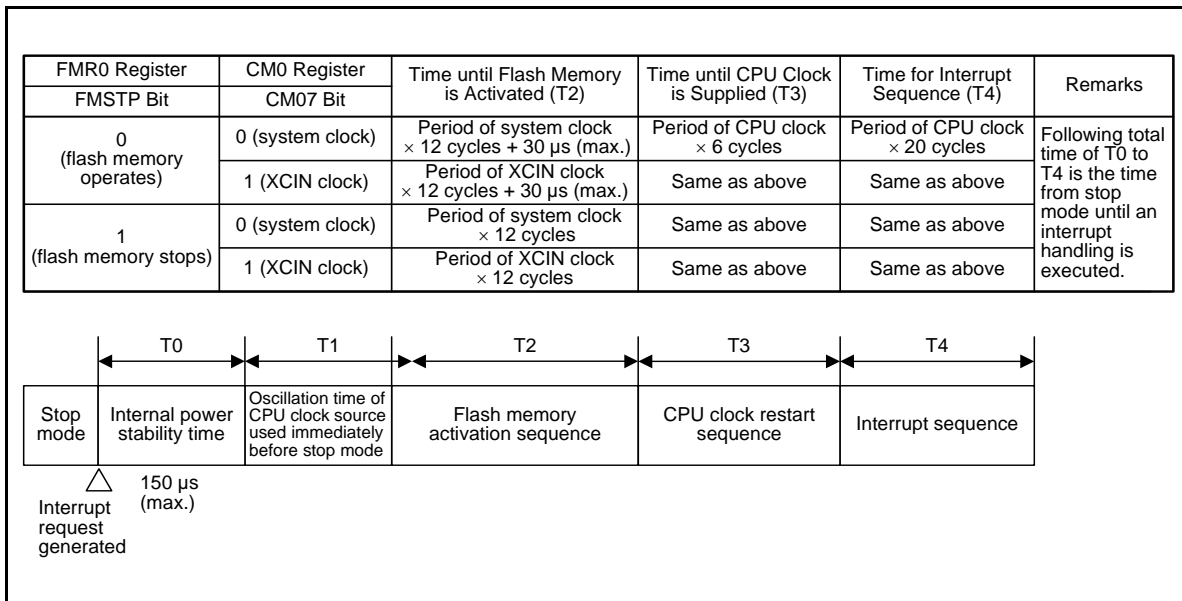 FMR0 Register
CM0 Register
Time until Flash Memory
is Activated (T2)
Time until CPU Clock
is Supplied (T3)
Time for Interrupt
Sequence (T4)
Remarks
FMSTP Bit
CM07 Bit
0
(flash memory
operates)
0 (system clock)
Period of system clock
× 12 cycles + 30 µs (max.)
Period of CPU clock
× 6 cycles
Period of CPU clock
× 20 cycles
Following total
time of T0 to
T4 is the time
from stop
mode until an
interrupt
handling is
executed.
1 (XCIN clock)
Period of XCIN clock
× 12 cycles + 30 µs (max.)
Same as above
Same as above
1
(flash memory stops)
0 (system clock)
Period of system clock
× 12 cycles
Same as above
Same as above
1 (XCIN clock)
Period of XCIN clock
× 12 cycles
Same as above
Same as above
T0
T1
T2
T3
T4
Stop
mode
Internal power
stability time
Oscillation time of
CPU clock source
used immediately
before stop mode
Flash memory
activation sequence
CPU clock restart
sequence
Interrupt sequence
150 µs
(max.)
Interrupt
request
generated